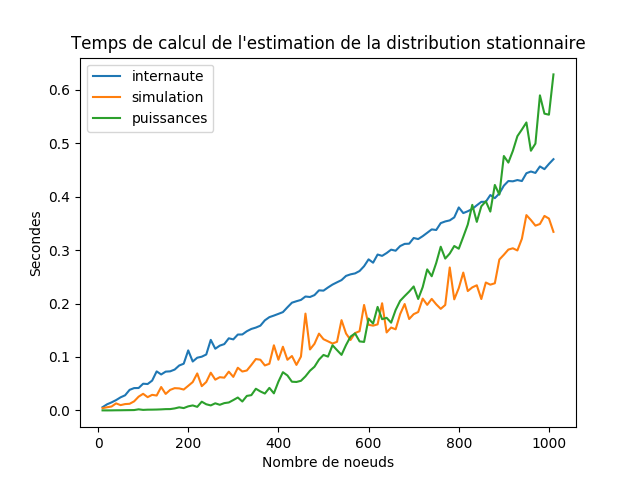 Temps de calcul de l'estimation de la distribution stationnaire
internaute
simulation
puissances
Secondes
0.6
0.5
0.4
0.3
0.2
0.1
0.0
0
200
400
600
800
1000
Nombre de noeuds